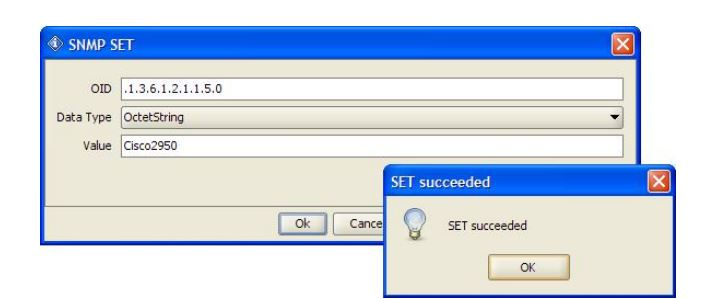 SNMP SET
OID .1.3.6.1.2.1.1.5.0
Data Type OctetString
Value Cisco2950
Ok Cance
SET succeeded
SET succeeded
OK